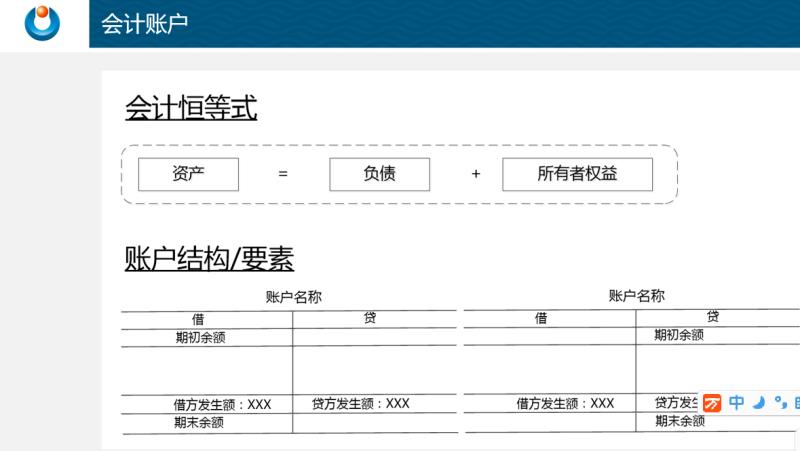 会计账户
会计恒等式
资产 = 负债 + 所有者权益
账户结构/要素
账户名称 账户名称
借 贷 借 贷
期初余额 期初余额
借方发生额：XXX 贷方发生额：XXX 借方发生额：XXX 贷方发生
期末余额 期末余额
万 中